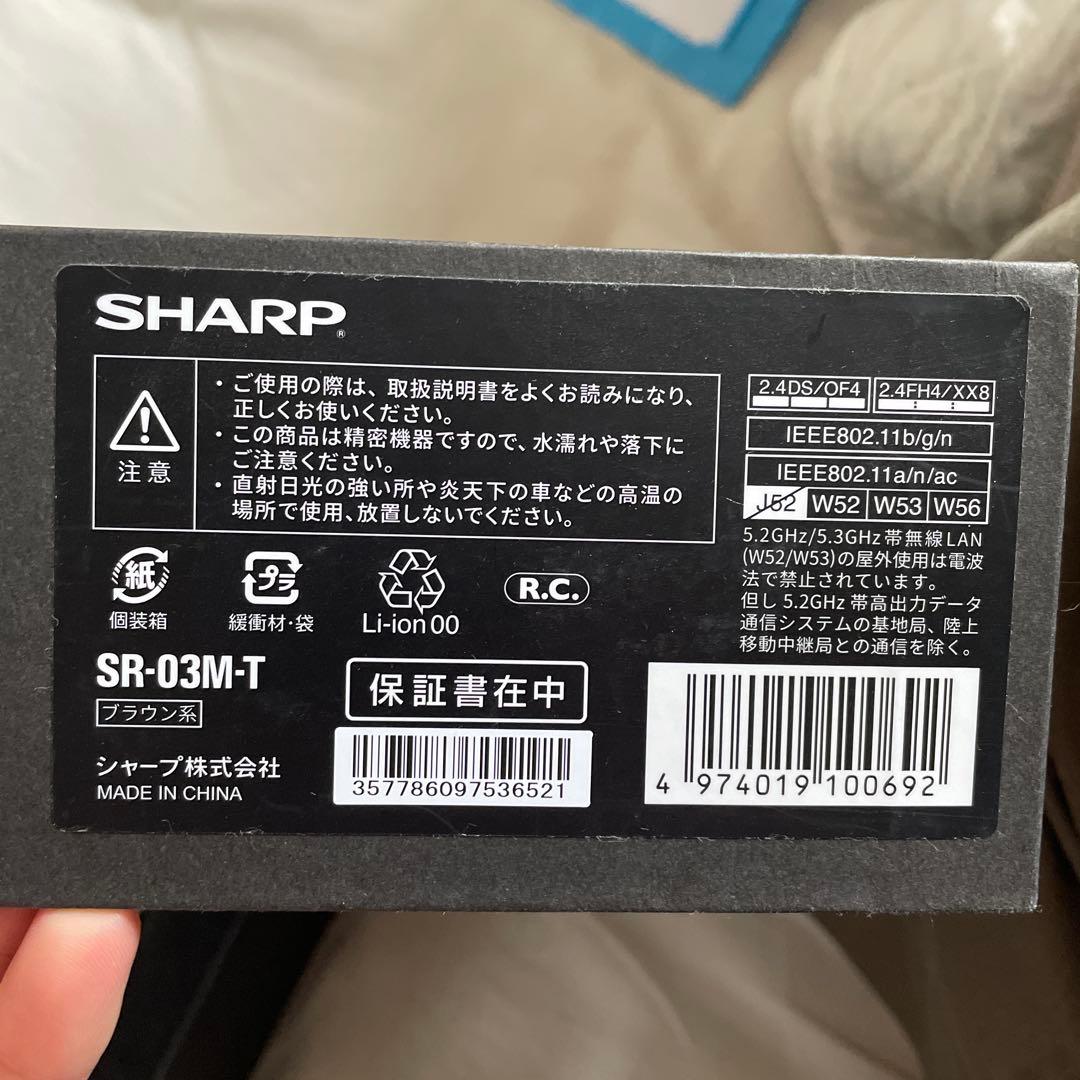 SHARP®
注意
・ご使用の際は、取扱説明書をよくお読みになり、
正しくお使いください。
・この商品は精密機器ですので、水濡れや落下に
ご注意ください。
・直射日光の強い所や炎天下の車などの高温の
場所で使用、放置しないでください。
2.4DS/OF4 2.4FH4/XX8
IEEE802.11b/g/n
IEEE802.11a/n/ac
J52 W52 W53 W56
5.2GHz/5.3GHz帯無線LAN
(W52/W53)の屋外使用は電波
法で禁止されています。
但し5.2GHz帯高出力データ
通信システムの基地局、陸上
移動中継局との通信を除く。
紙
個装箱
プラ
緩衝材・袋
Li-ion 00
R.C.
SR-03M-T
ブラウン系
保証書在中
シャープ株式会社
MADE IN CHINA
357786097536521
4 974019 100692